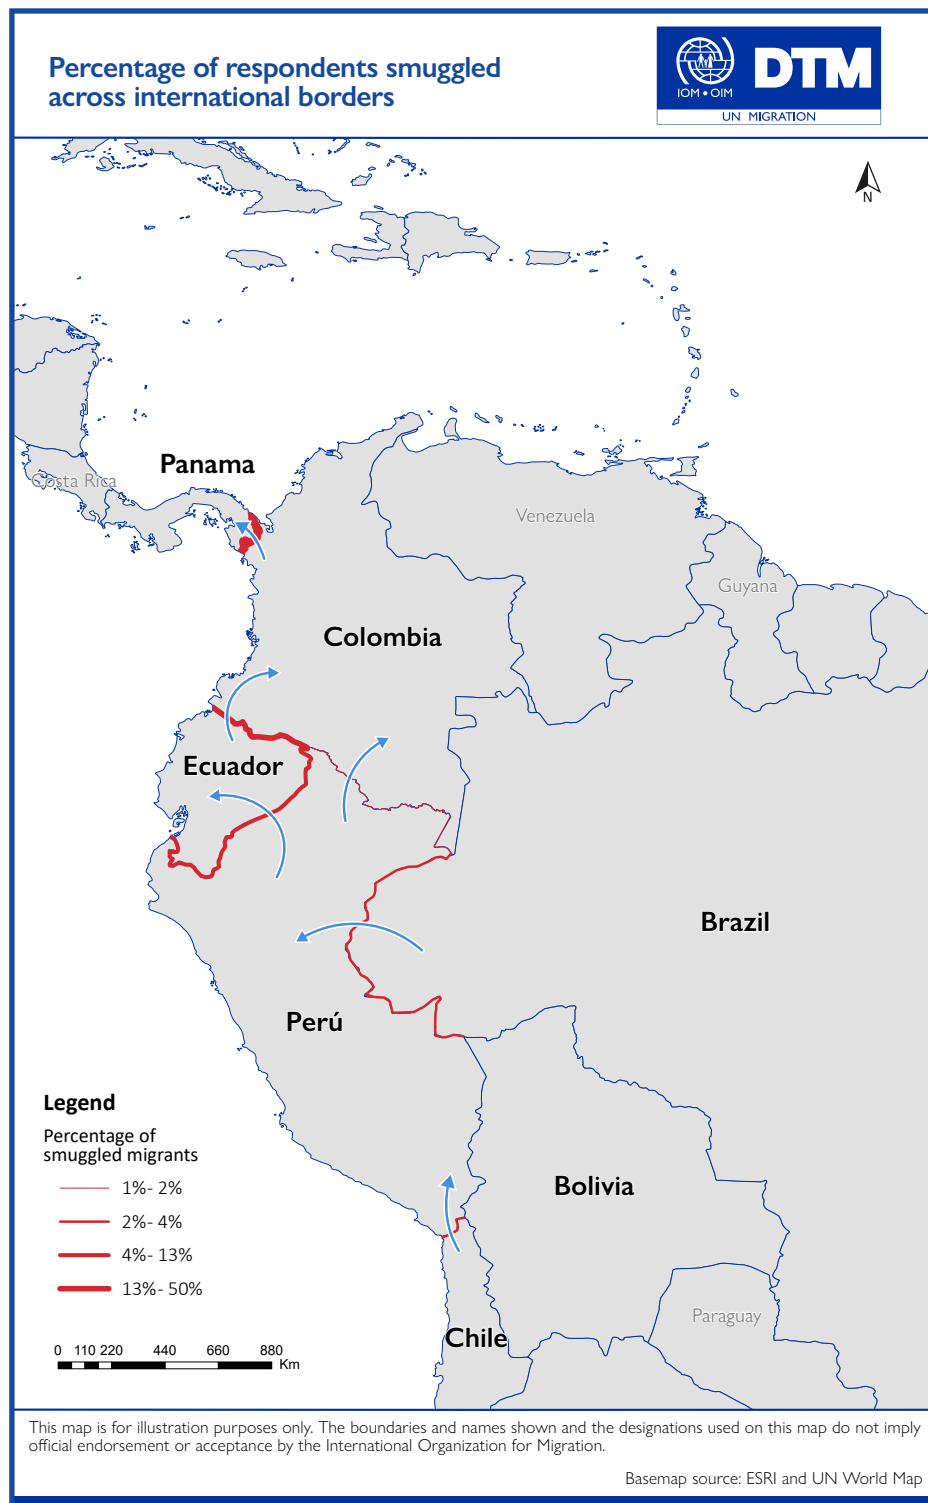 Percentage of respondents smuggled
across international borders
IOM • OIM
DTM
UN MIGRATION
N
Panama
Costa Rica
Venezuela
Guyana
Colombia
Ecuador
Brazil
Perú
Legend
Percentage of
smuggled migrants
1%- 2%
2%- 4%
4%- 13%
13%- 50%
Bolivia
Paraguay
Chile
0 110 220 440 660 880
Km
This map is for illustration purposes only. The boundaries and names shown and the designations used on this map do not imply
official endorsement or acceptance by the International Organization for Migration.
Basemap source: ESRI and UN World Map